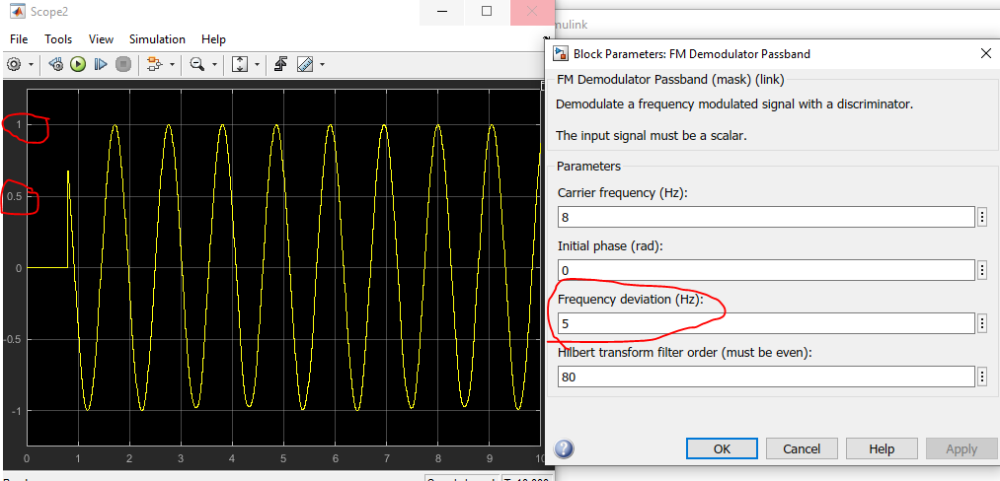 Scope2
File Tools View Simulation Help
1
0.5
0
-0.5
-1
0 1 2 3 4 5 6 7 8 9
mulink
Block Parameters: FM Demodulator Passband
FM Demodulator Passband (mask) (link)
Demodulate a frequency modulated signal with a discriminator.
The input signal must be a scalar.
Parameters
Carrier frequency (Hz):
8
Initial phase (rad):
0
Frequency deviation (Hz):
5
Hilbert transform filter order (must be even):
80
OK Cancel Help Apply